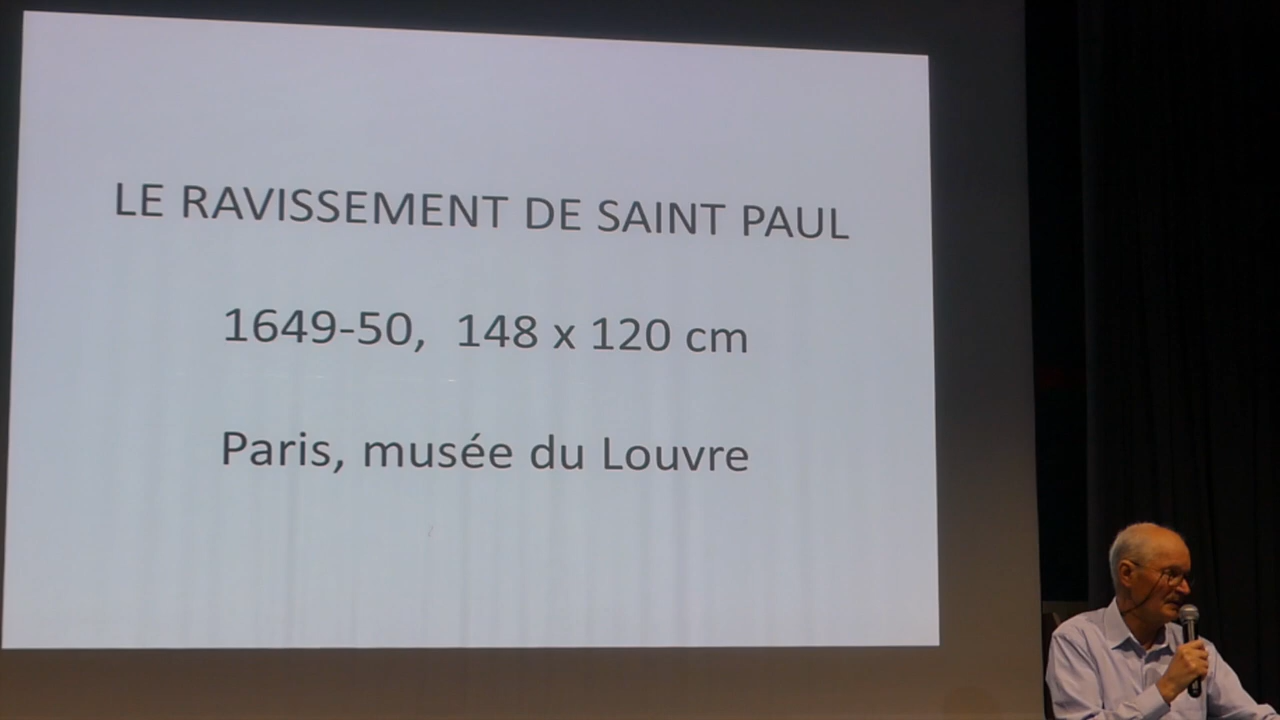 LE RAVISSEMENT DE SAINT PAUL
1649-50, 148 x 120 cm
Paris, musée du Louvre